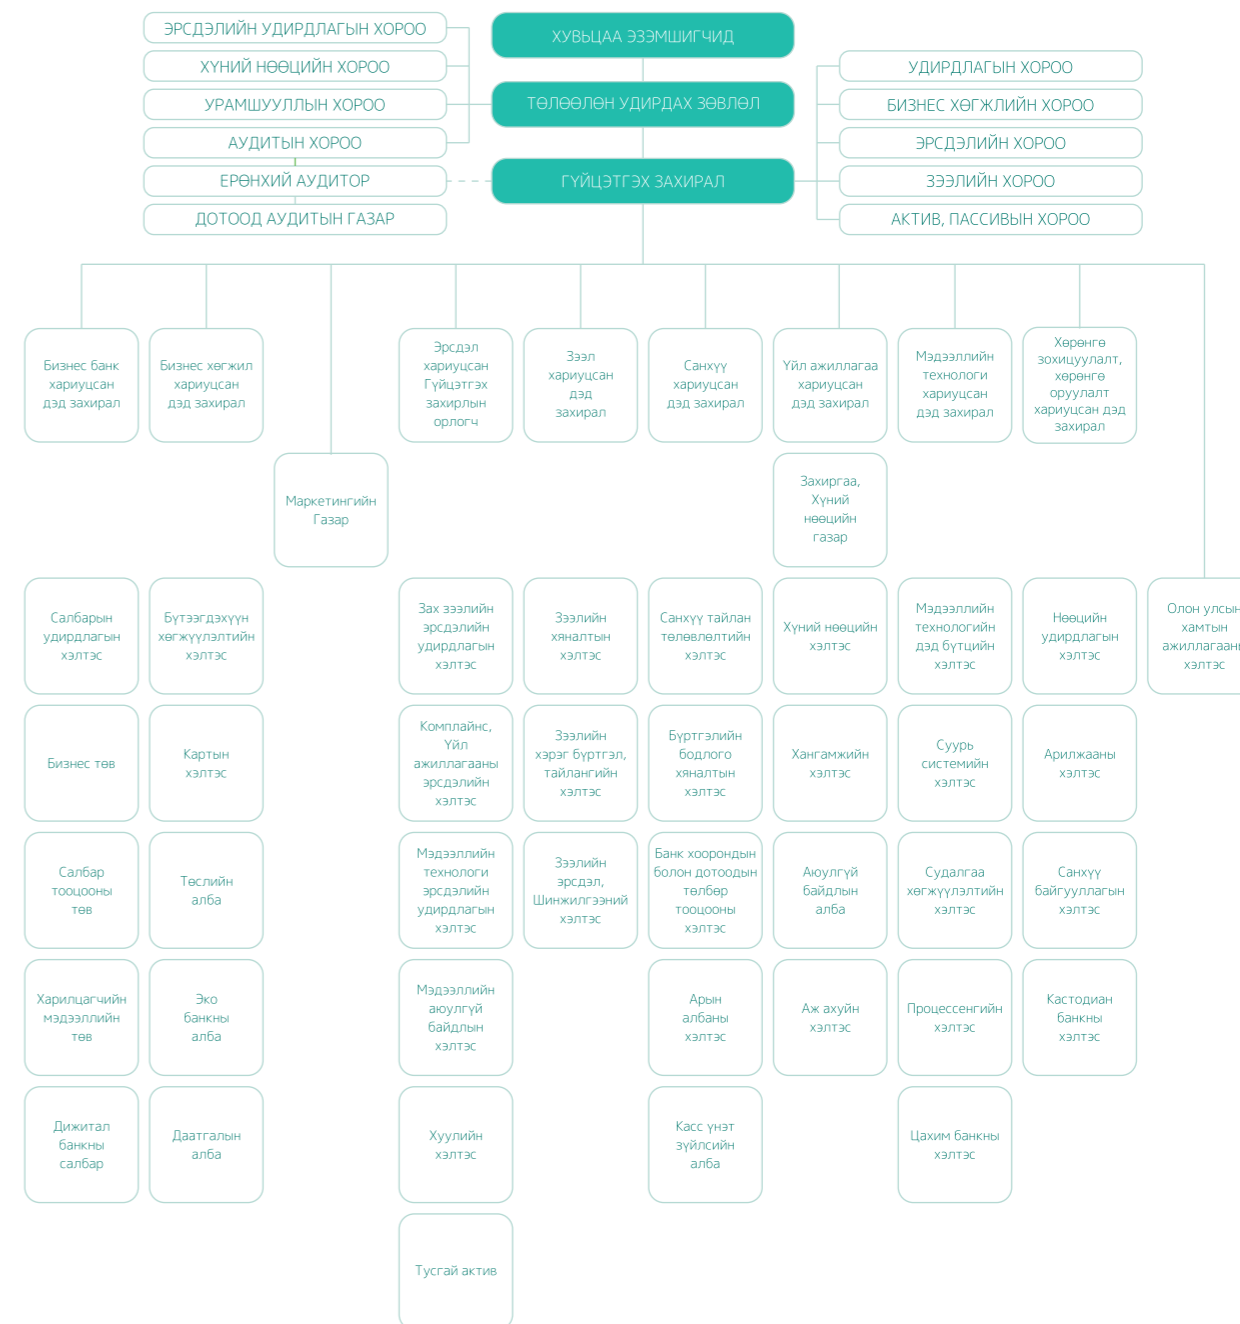 ЭРСДЭЛИЙН УДИРДЛАГЫН ХОРОО
ХҮНИЙ НӨӨЦИЙН ХОРОО
УРАМШУУЛЛЫН ХОРОО
АУДИТЫН ХОРОО
ЕРӨНХИЙ АУДИТОР
ДОТООД АУДИТЫН ГАЗАР
ХУВЬЦАА ЭЗЭМШИГЧИД
ТӨЛӨӨЛӨН УДИРДАХ ЗӨВЛӨЛ
ГҮЙЦЭТГЭХ ЗАХИРАЛ
УДИРДЛАГЫН ХОРОО
БИЗНЕС ХӨГЖЛИЙН ХОРОО
ЭРСДЭЛИЙН ХОРОО
ЗЭЭЛИЙН ХОРОО
АКТИВ, ПАССИВЫН ХОРОО
Бизнес банк
хариуцсан
дэд захирал
Бизнес хөгжил
хариуцсан
дэд захирал
Эрсдэл
хариуцсан
Гүйцэтгэх
захирлын
орлогч
Зээл
хариуцсан
дэд
захирал
Санхүү
хариуцсан
дэд захирал
Үйл ажиллагаа
хариуцсан
дэд захирал
Мэдээллийн
технологи
хариуцсан
дэд захирал
Хөрөнгө
зохицуулалт,
хөрөнгө
оруулалт
хариуцсан дэд
захирал
Маркетингийн
Газар
Захиргаа,
Хүний
нөөцийн
газар
Салбарын
удирдлагын
хэлтэс
Бүтээгдэхүүн
хөгжүүлэлтийн
хэлтэс
Зах зээлийн
эрсдэлийн
удирдлагын
хэлтэс
Зээлийн
хяналтын
хэлтэс
Санхүү тайлан
төлөвлөлтийн
хэлтэс
Хүний нөөцийн
хэлтэс
Мэдээллийн
технологийн
дэд бүтцийн
хэлтэс
Нөөцийн
удирдлагын
хэлтэс
Олон улсын
хамтын
ажиллагааны
хэлтэс
Бизнес төв
Картын
хэлтэс
Комплайнс,
Үйл
ажиллагааны
эрсдэлийн
хэлтэс
Зээлийн
хэрэг бүртгэл,
тайлангийн
хэлтэс
Бүртгэлийн
бодлого
хяналтын
хэлтэс
Хангамжийн
хэлтэс
Суурь
системийн
хэлтэс
Арилжааны
хэлтэс
Салбар
тооцооны
төв
Төслийн
алба
Мэдээллийн
технологи
эрсдэлийн
удирдлагын
хэлтэс
Зээлийн
эрсдэл,
Шинжилгээний
хэлтэс
Банк хоорондын
болон дотоодын
төлбөр
тооцооны
хэлтэс
Аюулгүй
байдлын
алба
Судалгаа
хөгжүүлэлтийн
хэлтэс
Санхүү
байгууллагын
хэлтэс
Харилцагчийн
мэдээллийн
төв
Эко
банкны
алба
Мэдээллийн
аюулгүй
байдлын
хэлтэс
Арын
албаны
хэлтэс
Аж ахуйн
хэлтэс
Процессенгийн
хэлтэс
Кастодиан
банкны
хэлтэс
Дижитал
банкны
салбар
Даатгалын
алба
Хуулийн
хэлтэс
Касс үнэт
зүйлсийн
алба
Цахим банкны
хэлтэс
Тусгай актив